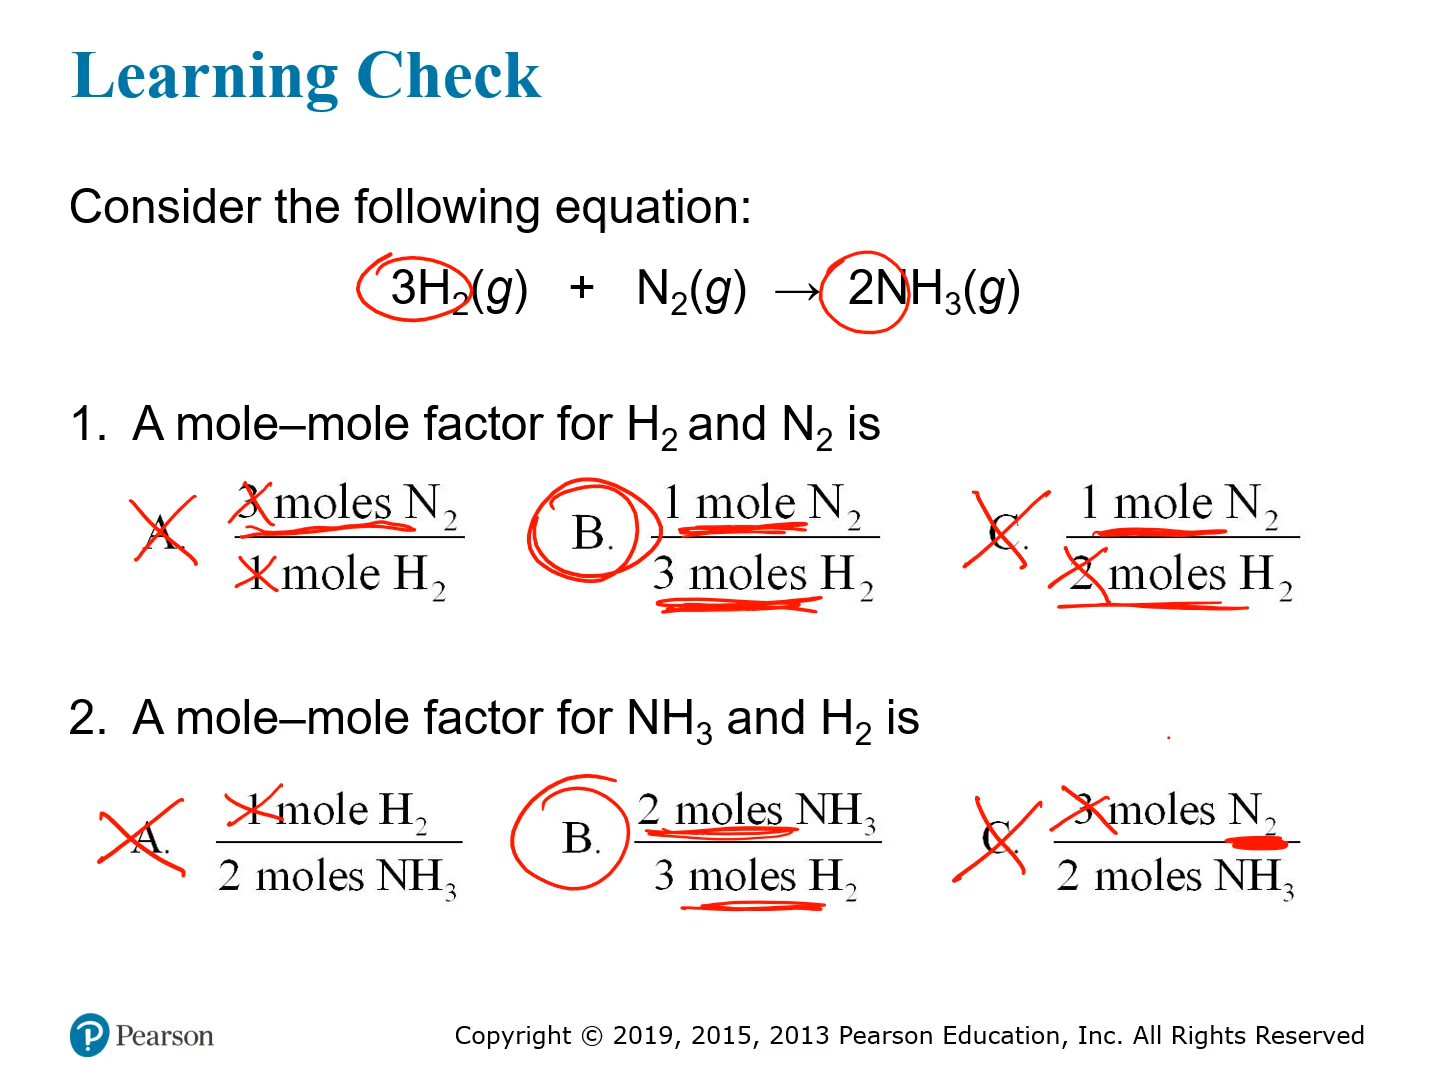 Learning Check
Consider the following equation:
3H₂(g) + N₂(g) → 2NH₃(g)
1. A mole–mole factor for H₂ and N₂ is
A. 3 moles N₂ / 1 mole H₂ B. 1 mole N₂ / 3 moles H₂ C. 1 mole N₂ / 2 moles H₂
2. A mole–mole factor for NH₃ and H₂ is
A. 1 mole H₂ / 2 moles NH₃ B. 2 moles NH₃ / 3 moles H₂ C. 3 moles N₂ / 2 moles NH₃
Pearson
Copyright © 2019, 2015, 2013 Pearson Education, Inc. All Rights Reserved